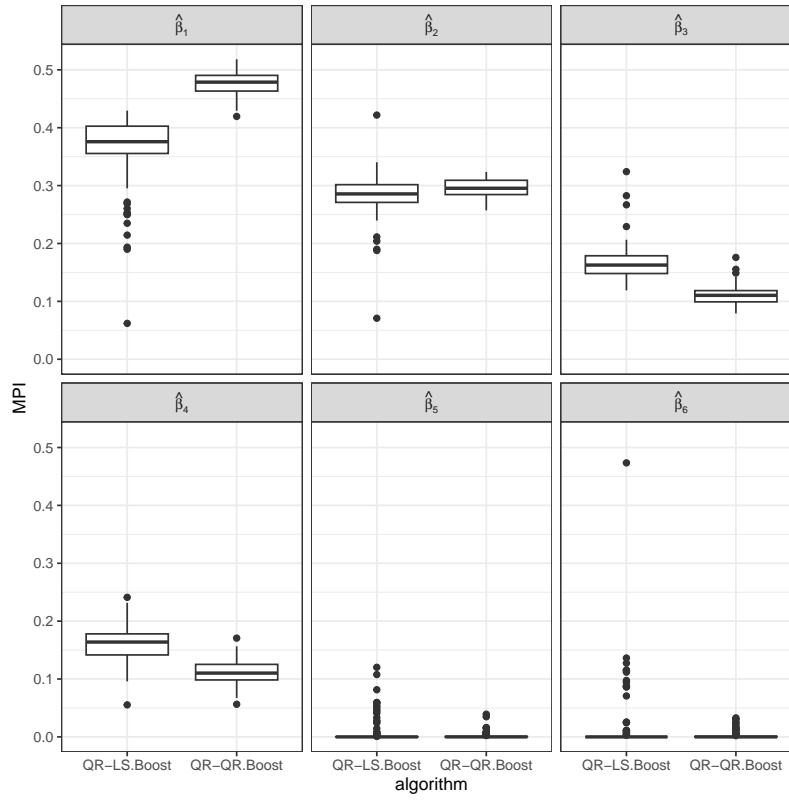 β̂₁ β̂₂ β̂₃
0.5
0.4
0.3
0.2
0.1
0.0
MPI
β̂₄ β̂₅ β̂₆
0.5
0.4
0.3
0.2
0.1
0.0
QR−LS.Boost QR−QR.Boost QR−LS.Boost QR−QR.Boost QR−LS.Boost QR−QR.Boost
algorithm